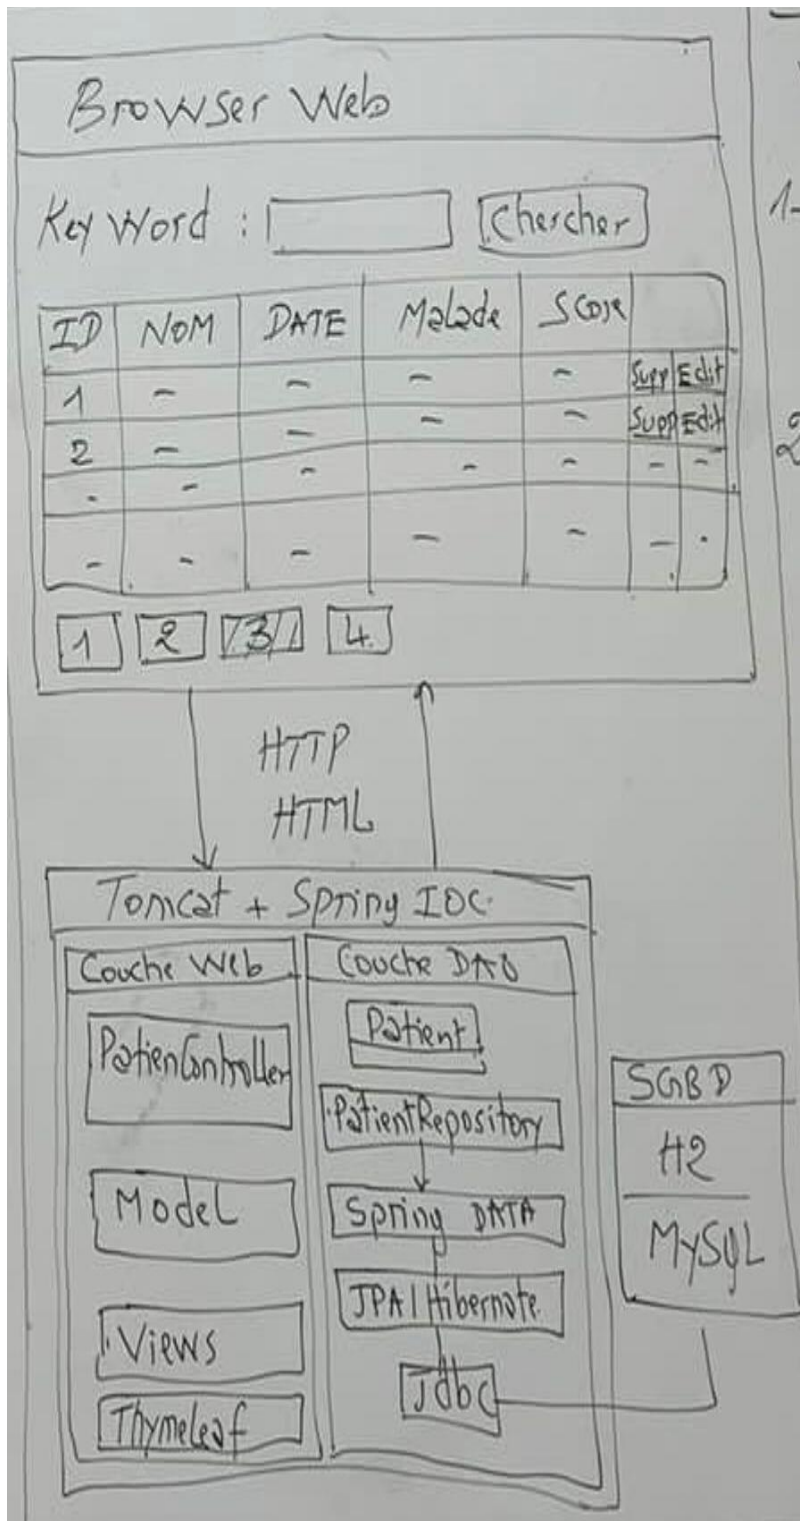 Browser Web
1-
Key Word : Chercher
ID NOM DATE Malade Score
1 - - - - Supp Edit
2 - - - - Supp Edit
. - - - - - -
- - - - - - .
1 2 3 4
2
HTTP
HTML
Tomcat + Spring IOC
Couche Web
PatienController
Model
Views
Thymeleaf
Couche DAO
Patient
PatientRepository
Spring DATA
JPA | Hibernate
Jdbc
SGBD
H2
MySQL